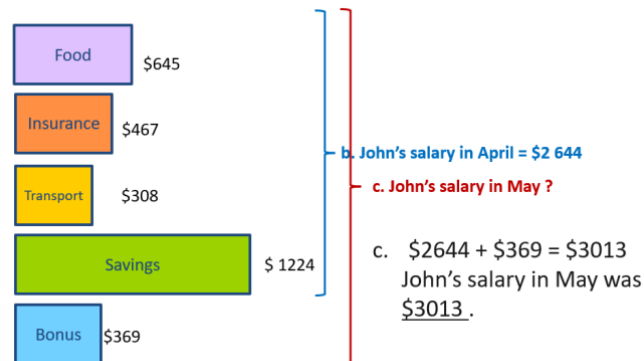 Food
$645
Insurance
$467
Transport
$308
Savings
$ 1224
Bonus
$369
b. John's salary in April = $2 644
c. John's salary in May ?
c. $2644 + $369 = $3013
John's salary in May was
$3013 .